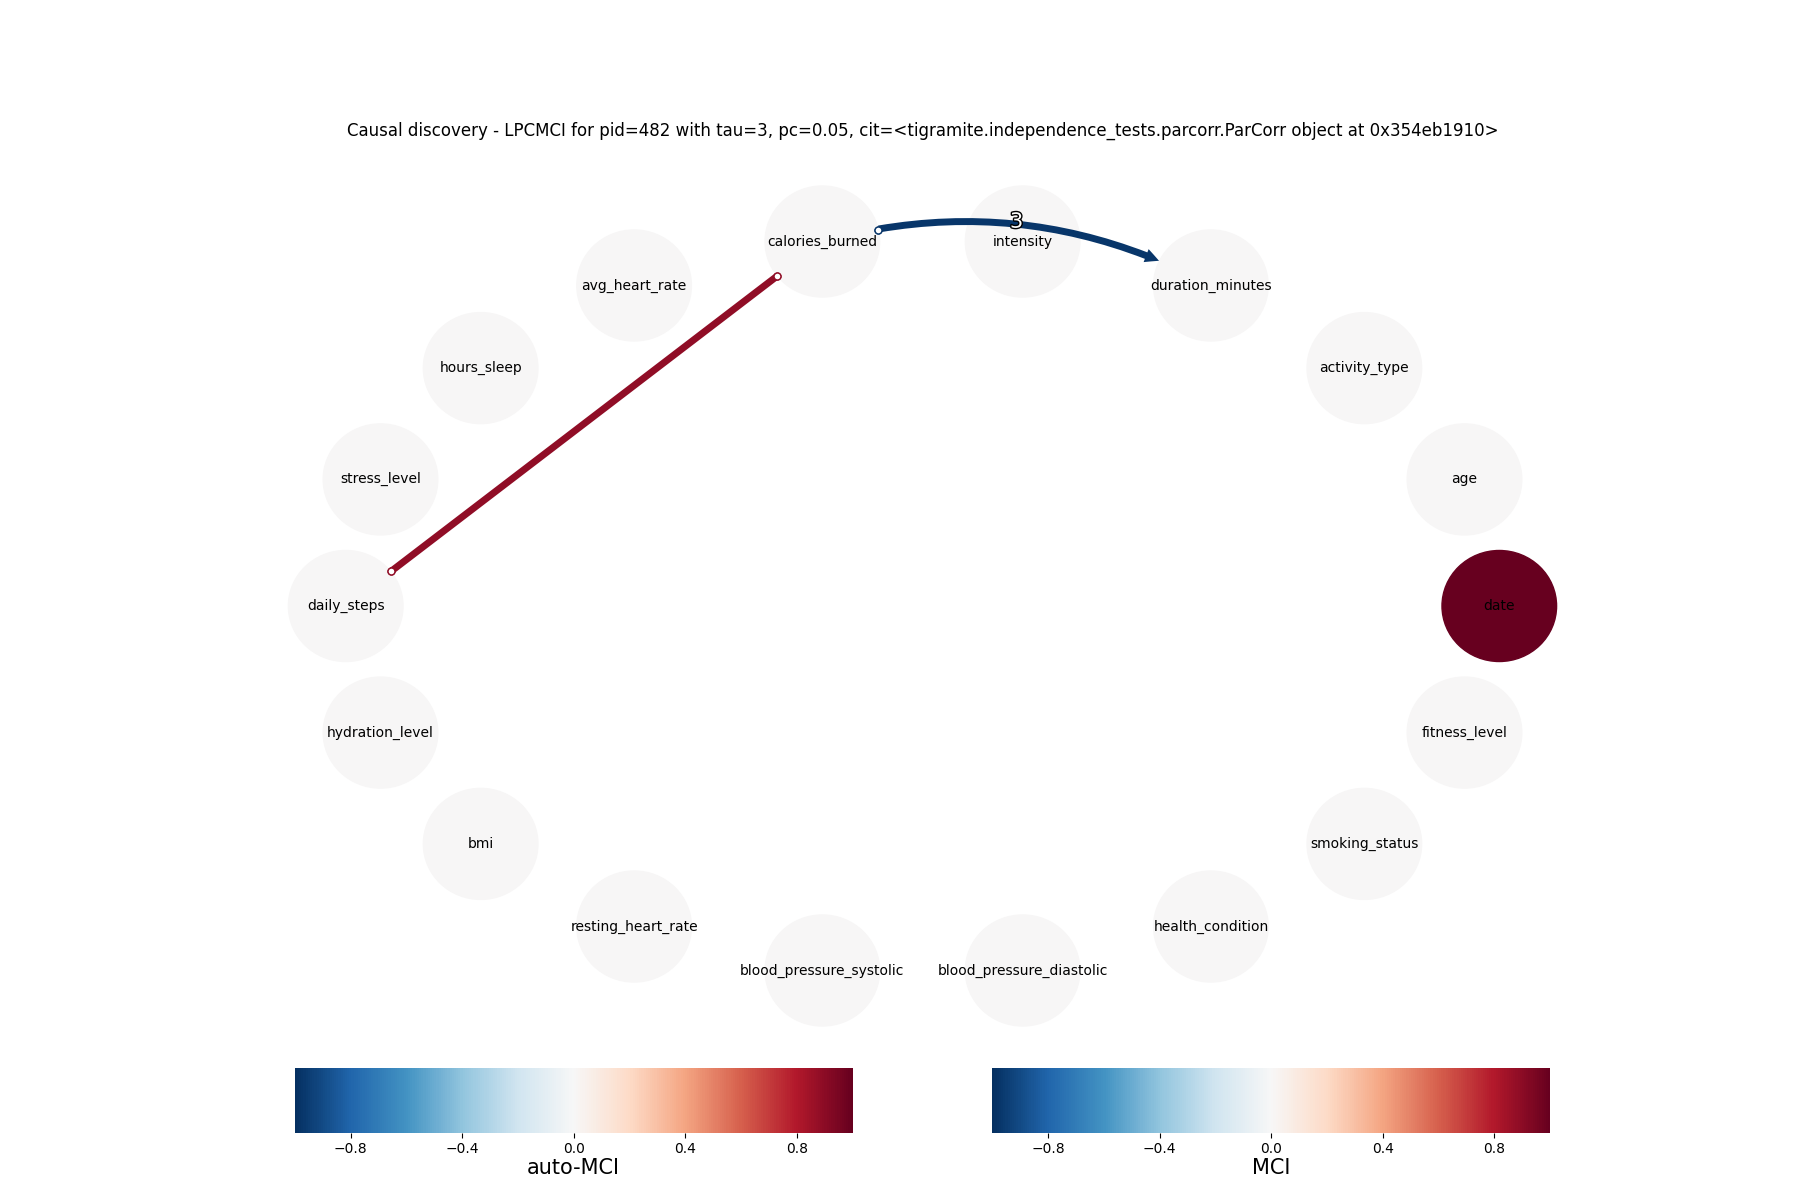 Causal discovery - LPCMCI for pid=482 with tau=3, pc=0.05, cit=<tigramite.independence_tests.parcorr.ParCorr object at 0x354eb1910>
3
calories_burned
intensity
avg_heart_rate
duration_minutes
hours_sleep
activity_type
stress_level
age
daily_steps
date
hydration_level
fitness_level
bmi
smoking_status
resting_heart_rate
health_condition
blood_pressure_systolic
blood_pressure_diastolic
−0.8 −0.4 0.0 0.4 0.8
auto-MCI
−0.8 −0.4 0.0 0.4 0.8
MCI